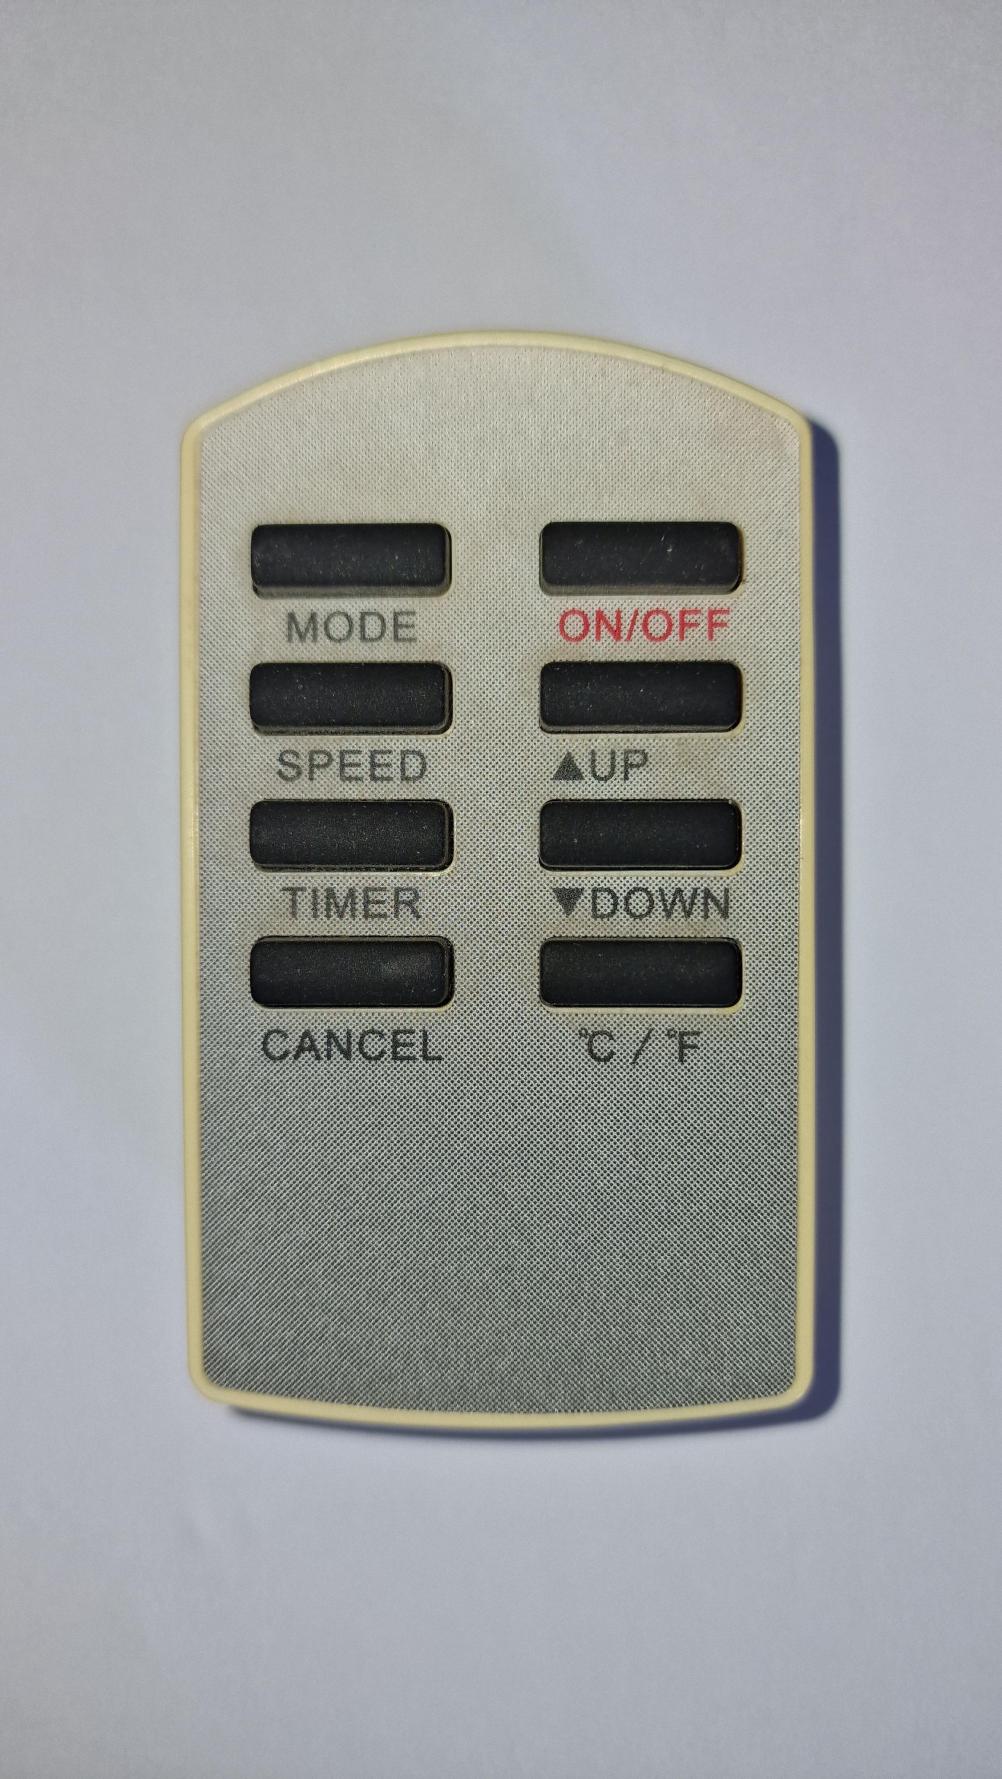 MODE
ON/OFF
SPEED
▲UP
TIMER
▼DOWN
CANCEL
℃ / ℉